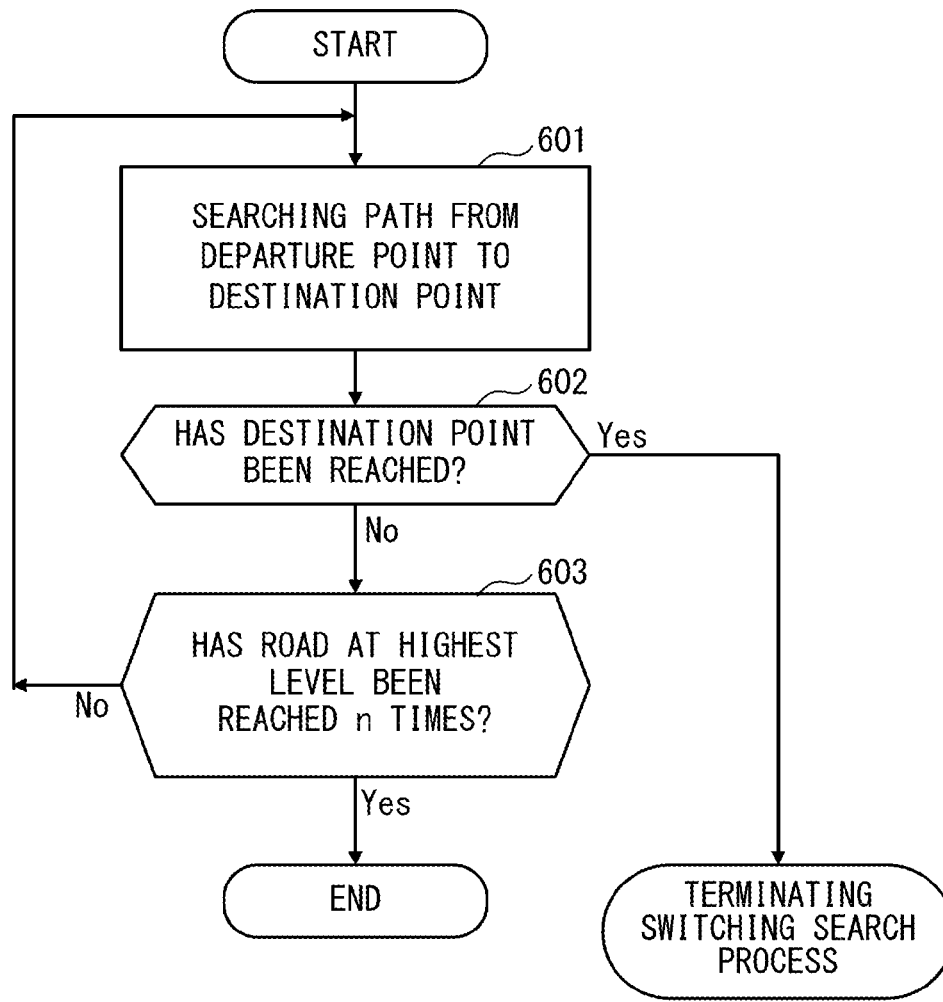 START
601
SEARCHING PATH FROM
DEPARTURE POINT TO
DESTINATION POINT
602
HAS DESTINATION POINT
BEEN REACHED?
Yes
No
603
HAS ROAD AT HIGHEST
LEVEL BEEN
REACHED n TIMES?
No
Yes
END
TERMINATING
SWITCHING SEARCH
PROCESS